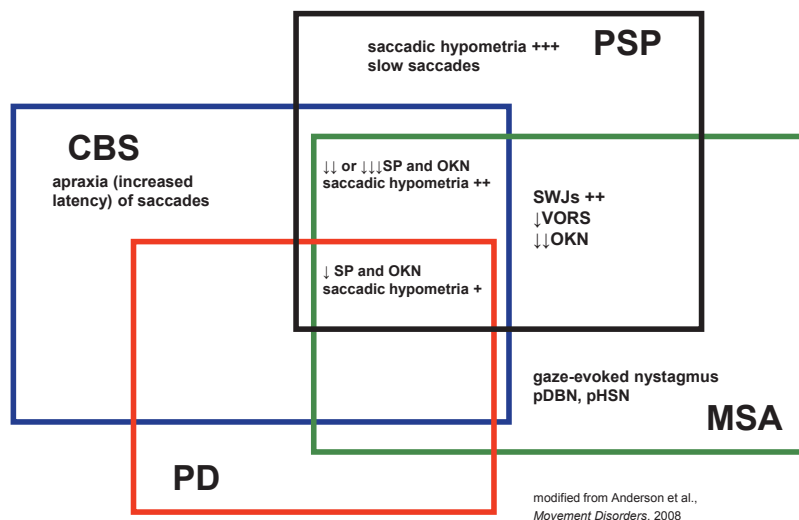 saccadic hypometria +++
slow saccades
PSP
CBS
apraxia (increased
latency) of saccades
↓↓ or ↓↓↓SP and OKN
saccadic hypometria ++
SWJs ++
↓VORS
↓↓OKN
↓ SP and OKN
saccadic hypometria +
gaze-evoked nystagmus
pDBN, pHSN
MSA
PD
modified from Anderson et al.,
Movement Disorders, 2008